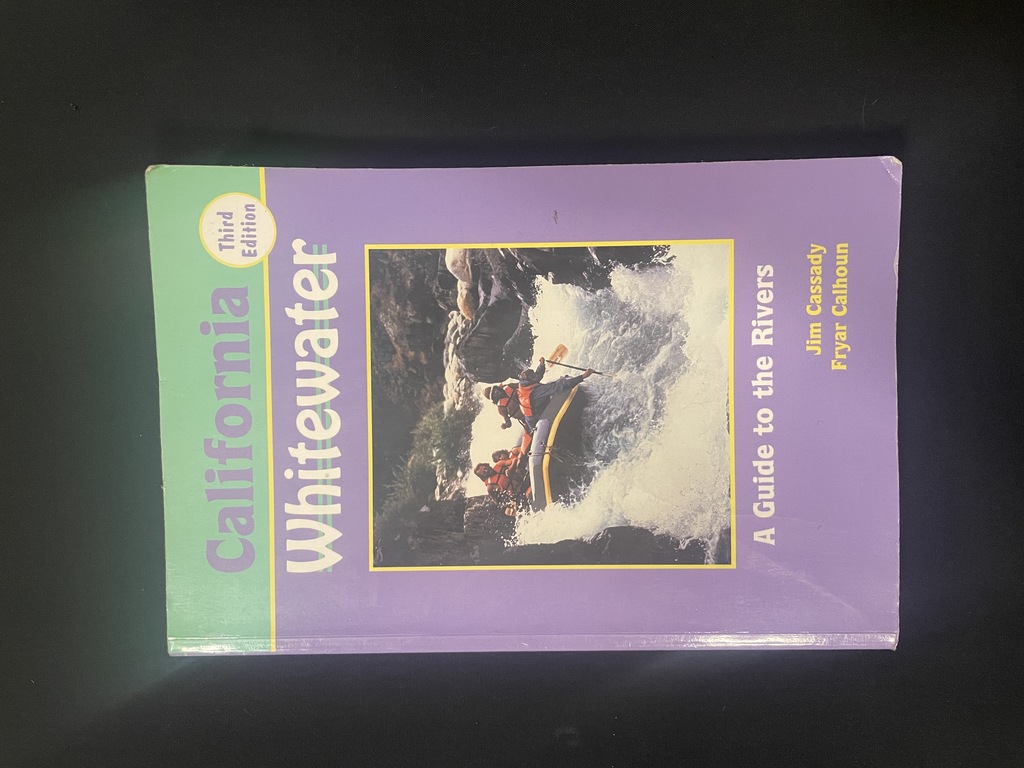 Third
Edition
California
Whitewater
A Guide to the Rivers
Jim Cassady
Fryar Calhoun